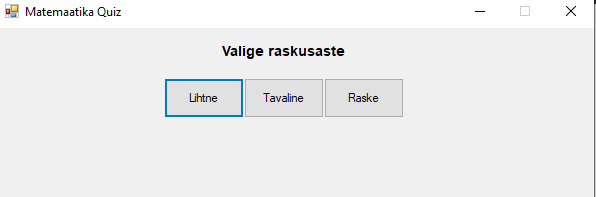 Matemaatika Quiz
Valige raskusaste
Lihtne Tavaline Raske